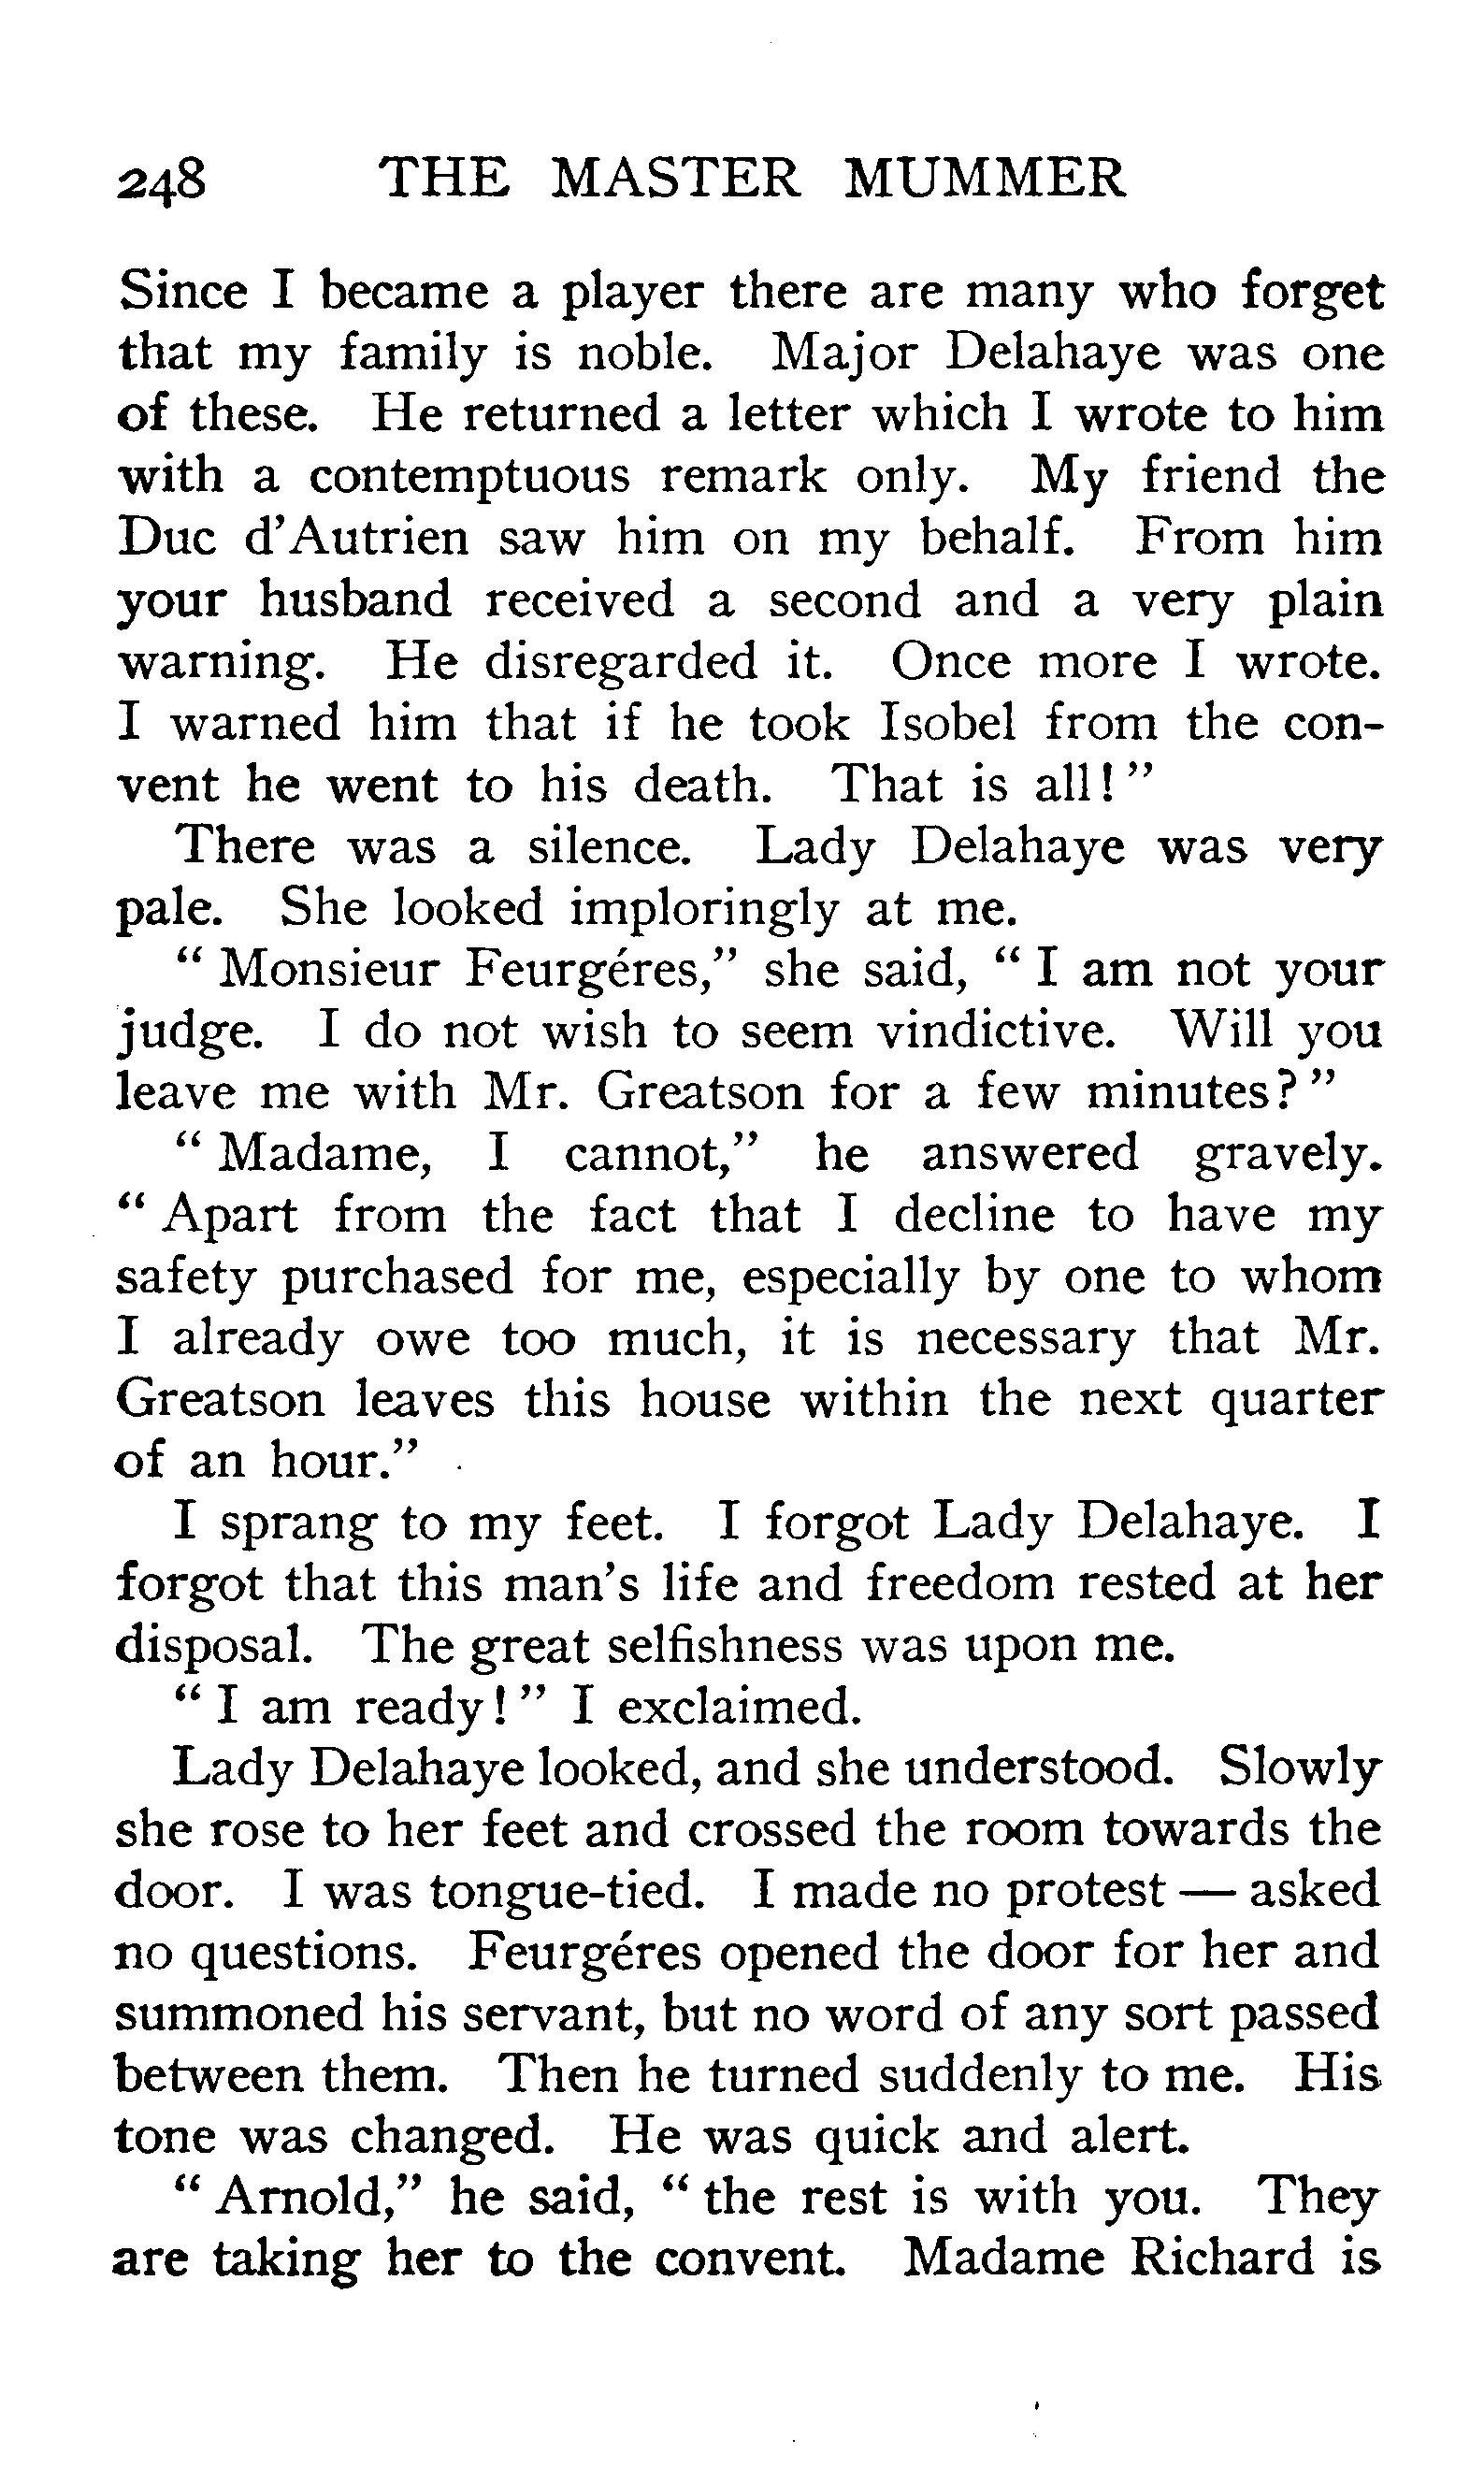 248 THE MASTER MUMMER
Since I became a player there are many who forget
that my family is noble. Major Delahaye was one
of these. He returned a letter which I wrote to him
with a contemptuous remark only. My friend the
Duc d'Autrien saw him on my behalf. From him
your husband received a second and a very plain
warning. He disregarded it. Once more I wrote.
I warned him that if he took Isobel from the con-
vent he went to his death. That is all!"
There was a silence. Lady Delahaye was very
pale. She looked imploringly at me.
"Monsieur Feurgéres," she said, "I am not your
judge. I do not wish to seem vindictive. Will you
leave me with Mr. Greatson for a few minutes?"
"Madame, I cannot," he answered gravely.
"Apart from the fact that I decline to have my
safety purchased for me, especially by one to whom
I already owe too much, it is necessary that Mr.
Greatson leaves this house within the next quarter
of an hour."
I sprang to my feet. I forgot Lady Delahaye. I
forgot that this man's life and freedom rested at her
disposal. The great selfishness was upon me.
"I am ready!" I exclaimed.
Lady Delahaye looked, and she understood. Slowly
she rose to her feet and crossed the room towards the
door. I was tongue-tied. I made no protest — asked
no questions. Feurgéres opened the door for her and
summoned his servant, but no word of any sort passed
between them. Then he turned suddenly to me. His
tone was changed. He was quick and alert.
"Arnold," he said, "the rest is with you. They
are taking her to the convent. Madame Richard is